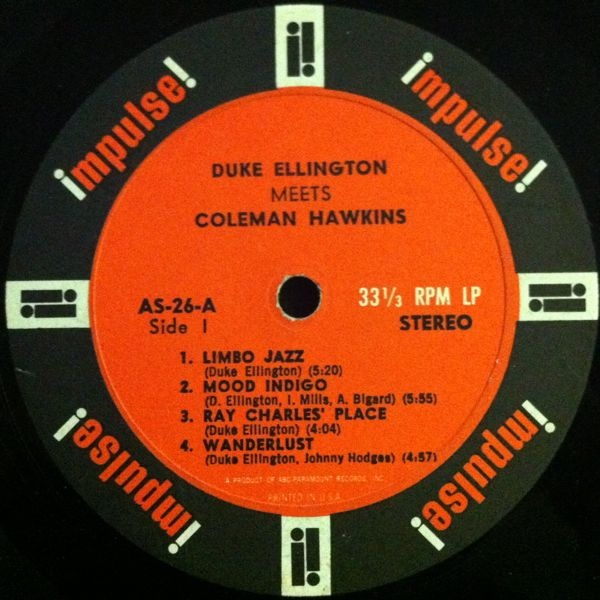 impulse!
impulse!
DUKE ELLINGTON
MEETS
COLEMAN HAWKINS
AS-26-A
Side 1
33 1/3 RPM LP
STEREO
1. LIMBO JAZZ
(Duke Ellington) (5:20)
2. MOOD INDIGO
(D. Ellington, I. Mills, A. Bigard) (5:55)
3. RAY CHARLES' PLACE
(Duke Ellington) (4:04)
4. WANDERLUST
(Duke Ellington, Johnny Hodges) (4:57)
A PRODUCT OF ABC-PARAMOUNT RECORDS, INC.
PRINTED IN U.S.A.
impulse!
impulse!